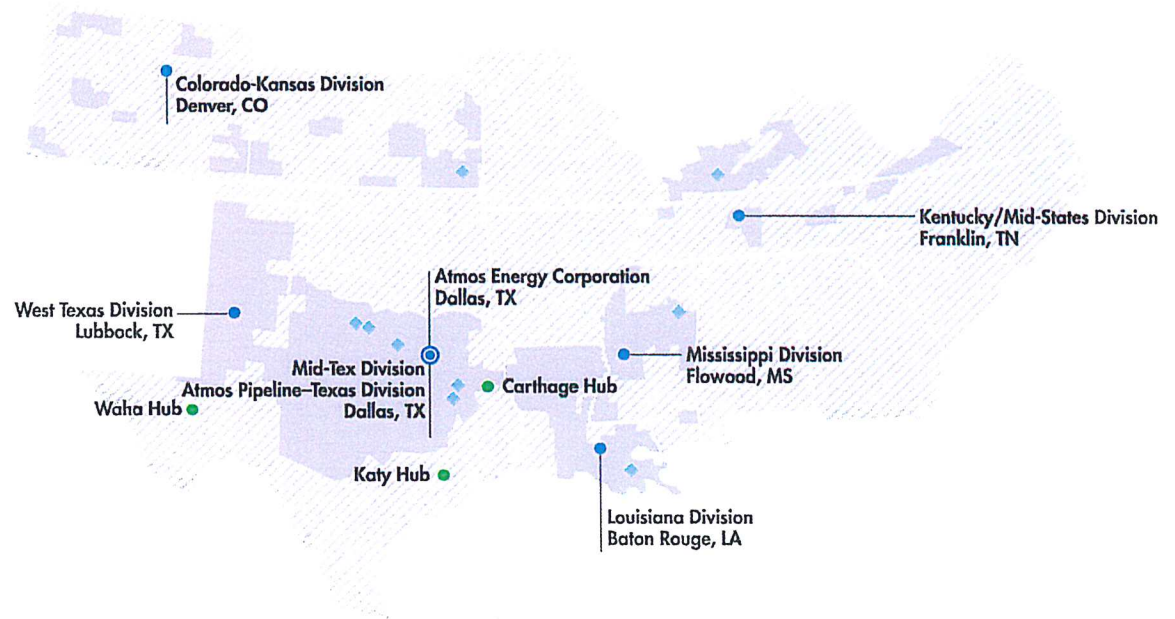 Colorado-Kansas Division
Denver, CO
Kentucky/Mid-States Division
Franklin, TN
Atmos Energy Corporation
Dallas, TX
West Texas Division
Lubbock, TX
Mid-Tex Division
Atmos Pipeline–Texas Division
Dallas, TX
Mississippi Division
Flowood, MS
Carthage Hub
Waha Hub
Katy Hub
Louisiana Division
Baton Rouge, LA